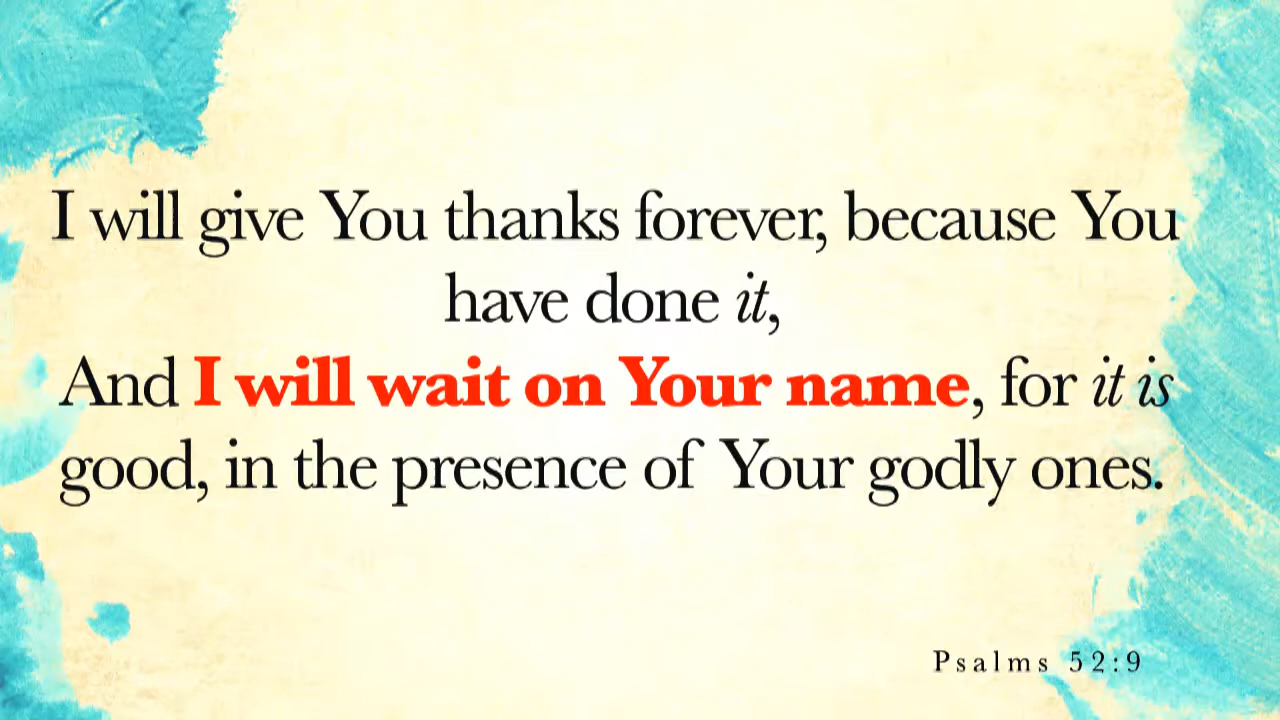 I will give You thanks forever, because You
have done it,
And I will wait on Your name, for it is
good, in the presence of Your godly ones.
Psalms 52:9